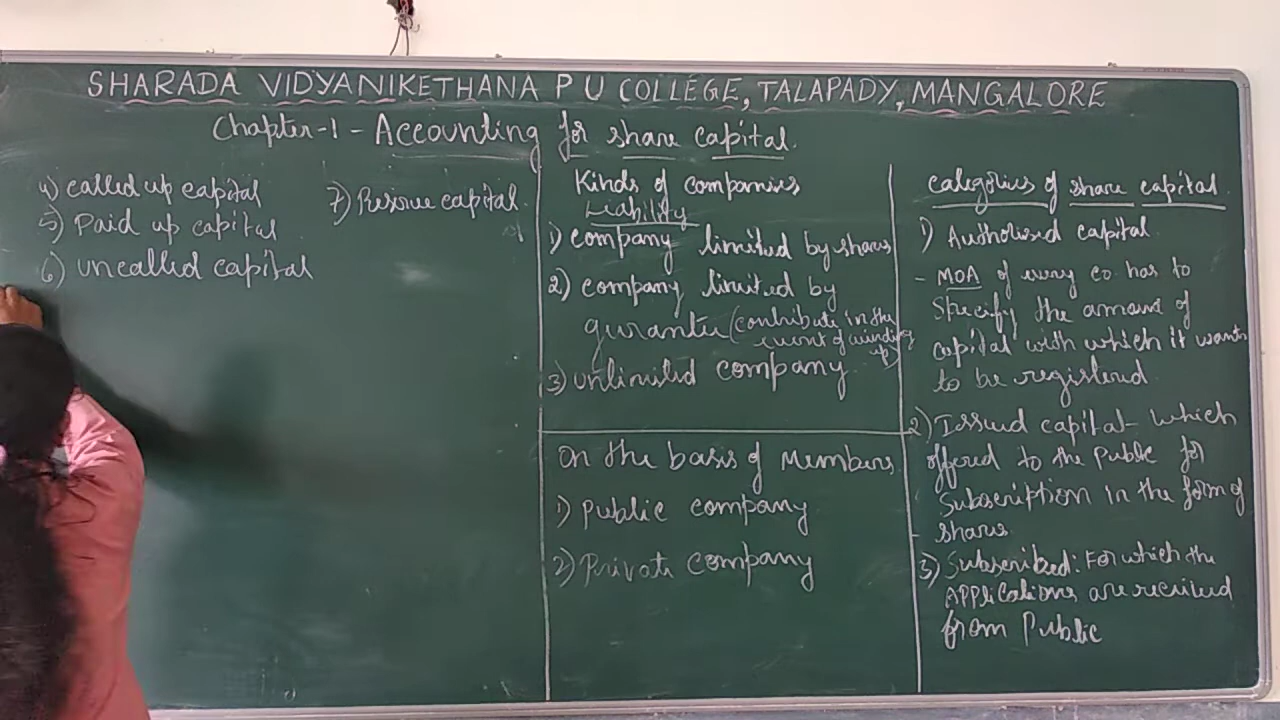 SHARADA VIDYANIKETHANA P U COLLEGE, TALAPADY, MANGALORE
Chapter-1 - Accounting for share capital.
4) called up capital
5) Paid up capital
6) uncalled capital
7) Reserve capital
Kinds of companies
Liability
1) company limited by shares
2) company limited by
gurantee (contribute in the
event of winding
up)
3) unlimited company
On the basis of Members
1) Public company
2) Private company
Categories of share capital
1) Authorised capital
- MOA of every co has to
specify the amount of
capital with which it wants
to be registered
2) Issued capital - which
offered to the public for
Subscription in the form of
- shares
3) Subscribed: For which the
Applications are received
from Public